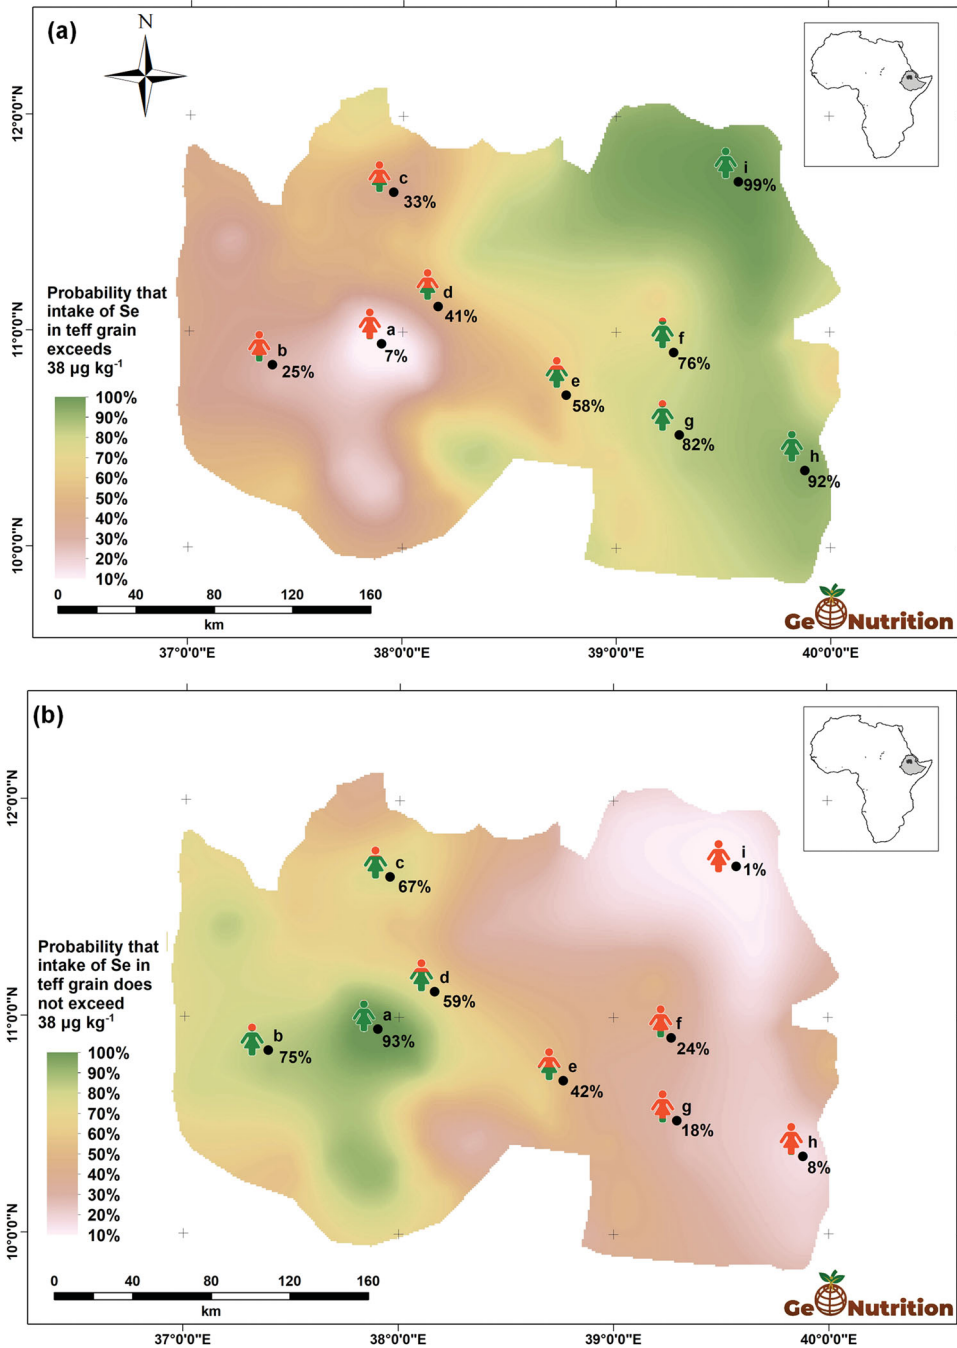 (a)
N
12°0'0"N
11°0'0"N
10°0'0"N
i
99%
c
33%
d
41%
a
7%
b
25%
f
76%
e
58%
g
82%
h
92%
Probability that
intake of Se
in teff grain
exceeds
38 µg kg⁻¹
100%
90%
80%
70%
60%
50%
40%
30%
20%
10%
0 40 80 120 160
km
GeoNutrition
37°0'0"E 38°0'0"E 39°0'0"E 40°0'0"E
(b)
12°0'0"N
11°0'0"N
10°0'0"N
i
1%
c
67%
d
59%
a
93%
b
75%
f
24%
e
42%
g
18%
h
8%
Probability that
intake of Se in
teff grain does
not exceed
38 µg kg⁻¹
100%
90%
80%
70%
60%
50%
40%
30%
20%
10%
0 40 80 120 160
km
GeoNutrition
37°0'0"E 38°0'0"E 39°0'0"E 40°0'0"E